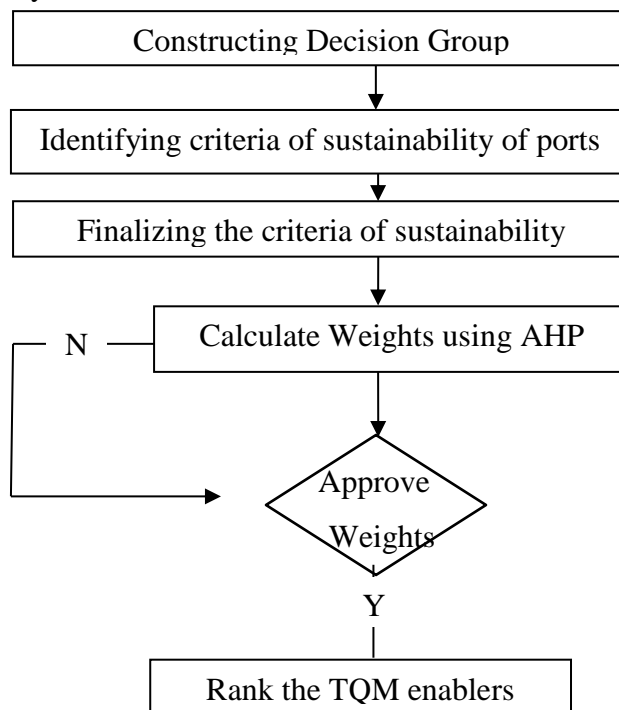 Constructing Decision Group
Identifying criteria of sustainability of ports
Finalizing the criteria of sustainability
Calculate Weights using AHP
N
Approve
Weights
Y
Rank the TQM enablers